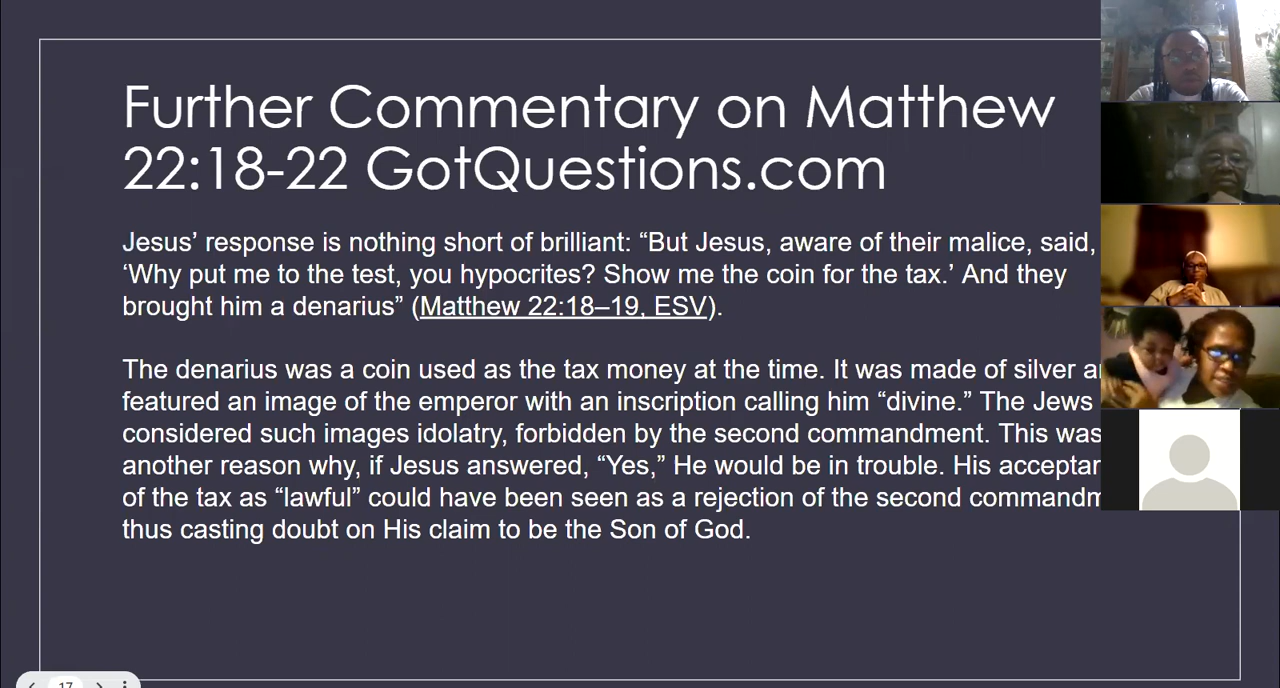 Further Commentary on Matthew
22:18-22 GotQuestions.com
Jesus’ response is nothing short of brilliant: “But Jesus, aware of their malice, said,
‘Why put me to the test, you hypocrites? Show me the coin for the tax.’ And they
brought him a denarius” (Matthew 22:18–19, ESV).
The denarius was a coin used as the tax money at the time. It was made of silver
featured an image of the emperor with an inscription calling him “divine.” The Jews
considered such images idolatry, forbidden by the second commandment. This was
another reason why, if Jesus answered, “Yes,” He would be in trouble. His
of the tax as “lawful” could have been seen as a rejection of the second
thus casting doubt on His claim to be the Son of God.
17